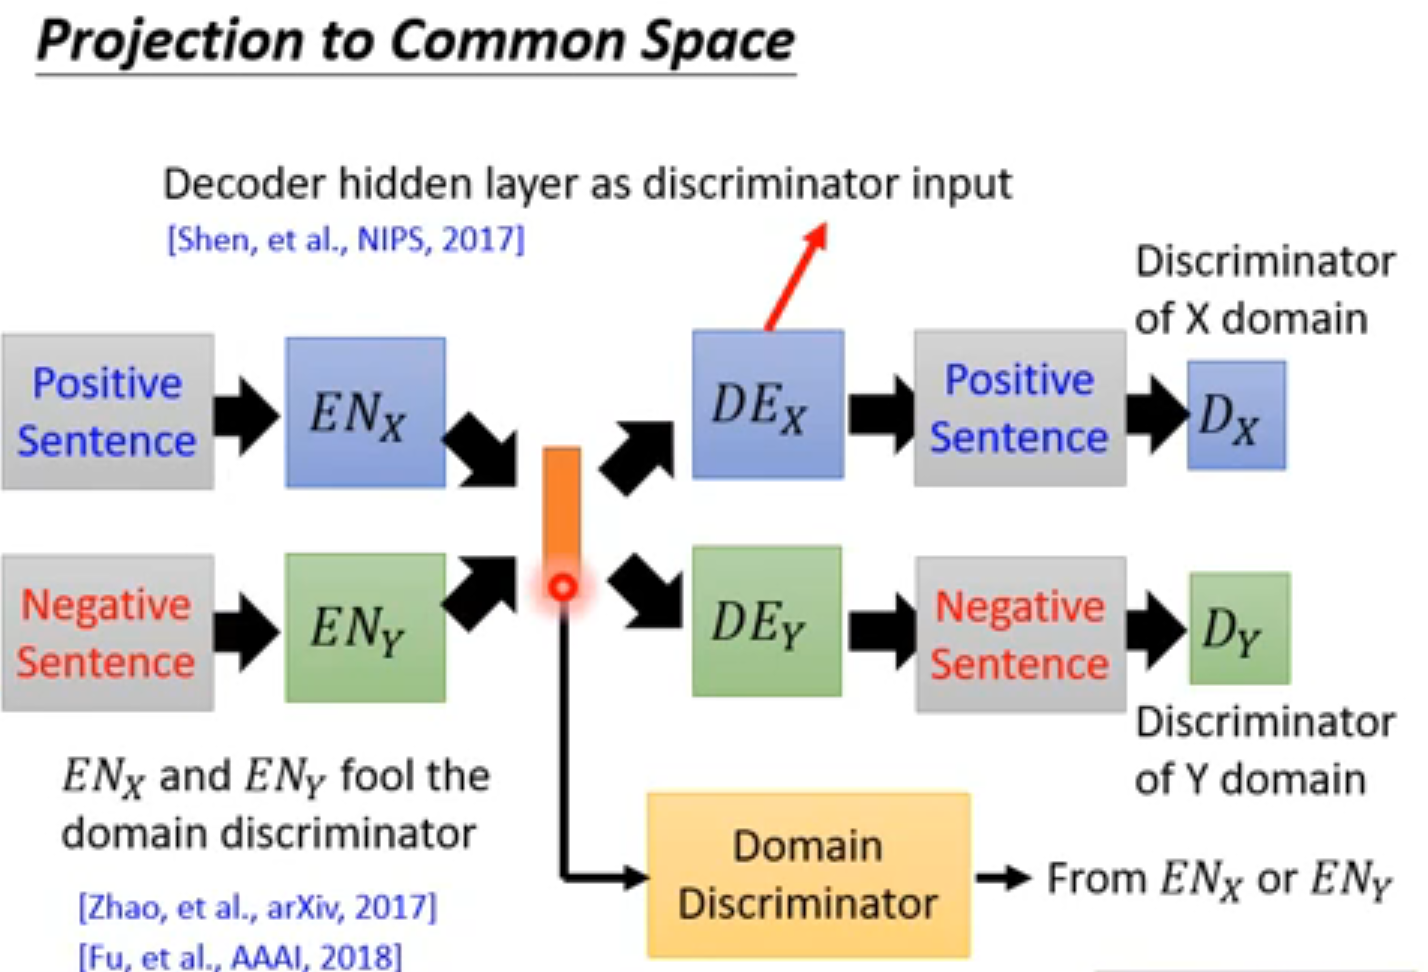 Projection to Common Space
Decoder hidden layer as discriminator input
[Shen, et al., NIPS, 2017]
Discriminator
of X domain
Positive
Sentence
EN_X
DE_X
Positive
Sentence
D_X
Negative
Sentence
EN_Y
DE_Y
Negative
Sentence
D_Y
Discriminator
of Y domain
EN_X and EN_Y fool the
domain discriminator
[Zhao, et al., arXiv, 2017]
[Fu, et al., AAAI, 2018]
Domain
Discriminator
From EN_X or EN_Y